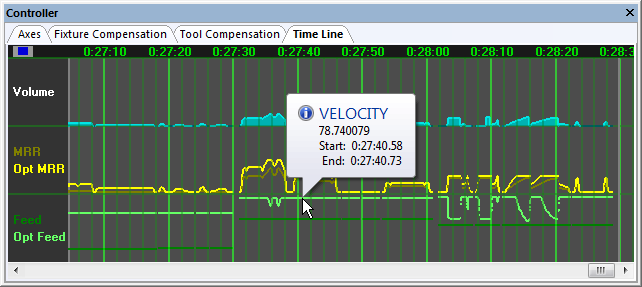 Controller
Axes Fixture Compensation Tool Compensation Time Line
0:27:10 0:27:20 0:27:30 0:27:40 0:27:50 0:28:00 0:28:10 0:28:20 0:28:3
Volume
VELOCITY
78.740079
Start: 0:27:40.58
End: 0:27:40.73
MRR
Opt MRR
Feed
Opt Feed